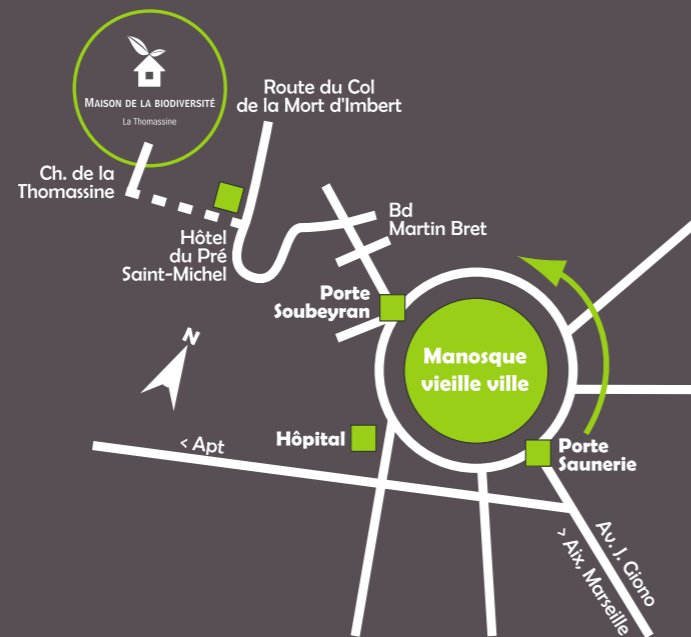 MAISON DE LA BIODIVERSITÉ
La Thomassine
Route du Col
de la Mort d'Imbert
Ch. de la
Thomassine
Bd
Martin Bret
Hôtel
du Pré
Saint-Michel
Porte
Soubeyran
N
Manosque
vieille ville
< Apt
Hôpital
Porte
Saunerie
Av. J. Giono
> Aix, Marseille